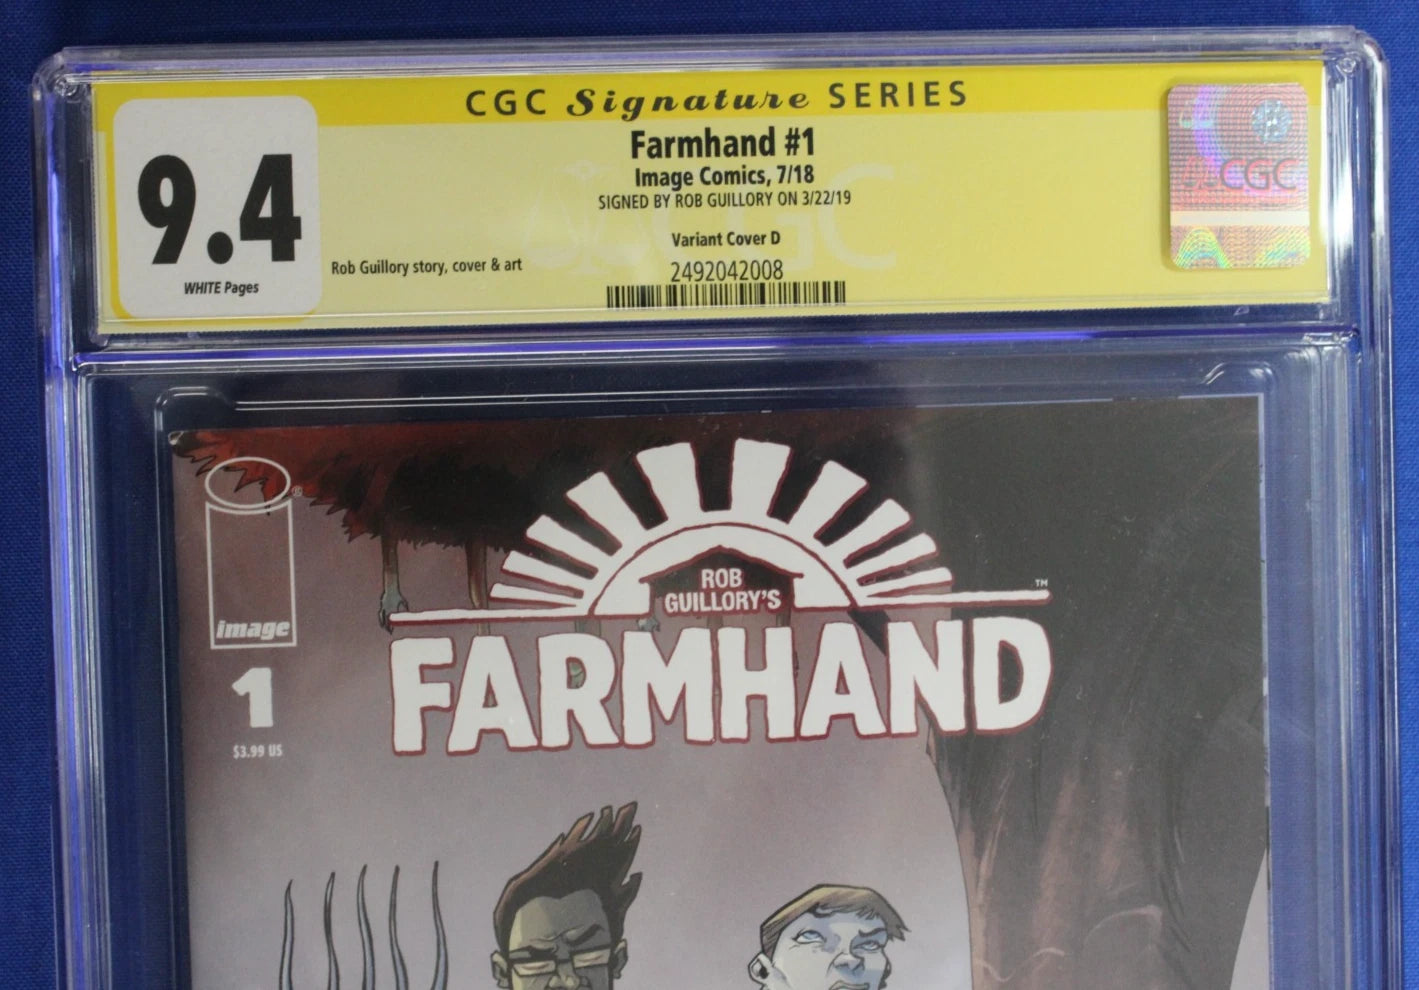 CGC Signature SERIES
9.4
WHITE Pages
Farmhand #1
Image Comics, 7/18
SIGNED BY ROB GUILLORY ON 3/22/19
Variant Cover D
Rob Guillory story, cover & art
2492042008
CGC
CGC
®
image
1
$3.99 US
ROB
GUILLORY'S
™
FARMHAND